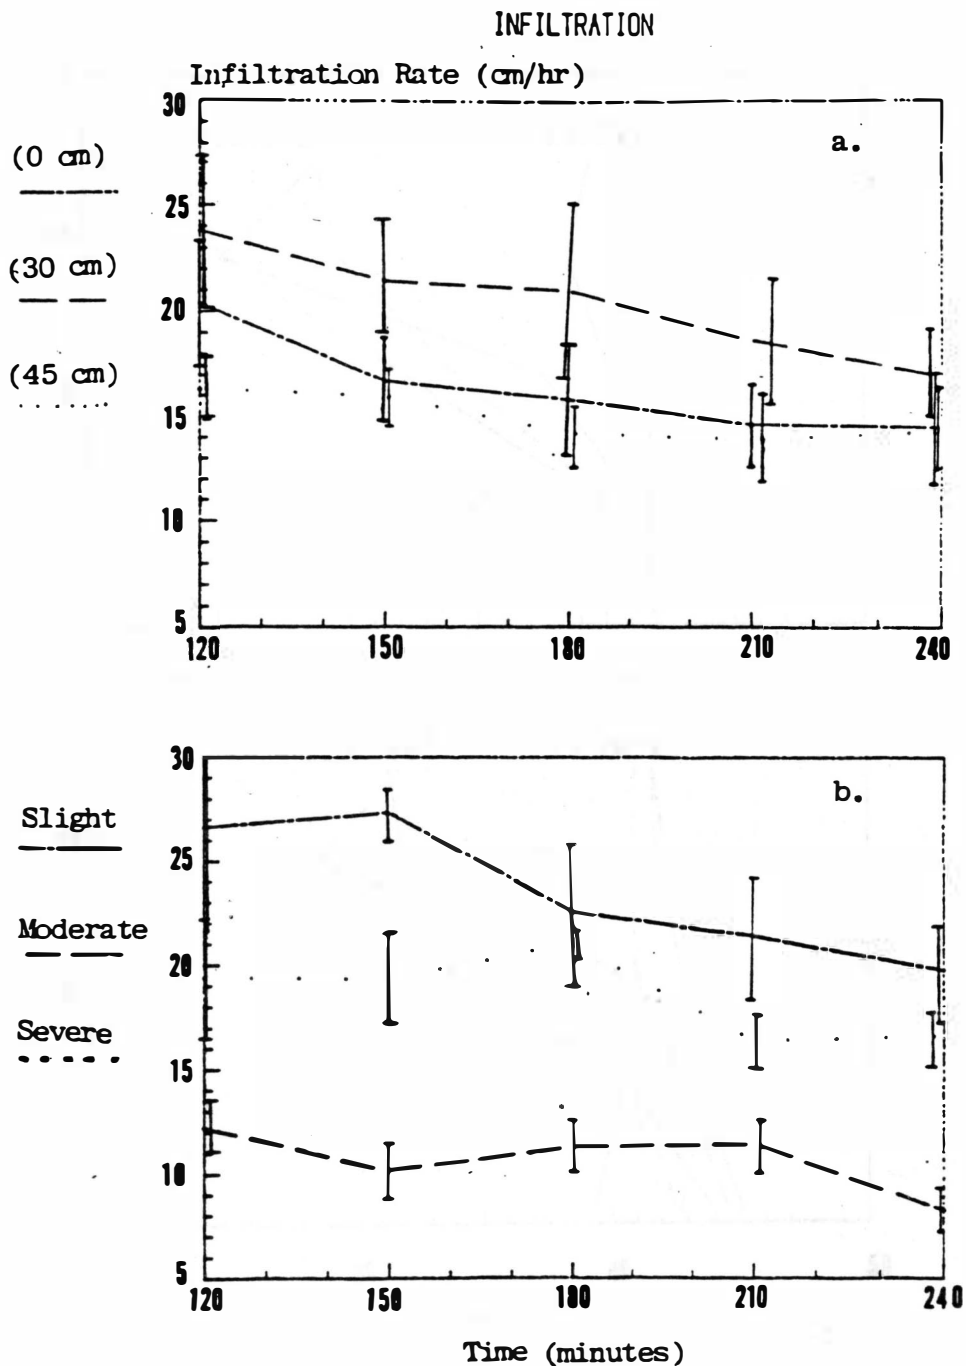 INFILTRATION
Infiltration Rate (cm/hr)
30
a.
(0 cm)
25
(30 cm)
20
(45 cm)
15
10
5
120 150 180 210 240
30
b.
Slight
25
Moderate
20
Severe
15
10
5
120 150 180 210 240
Time (minutes)